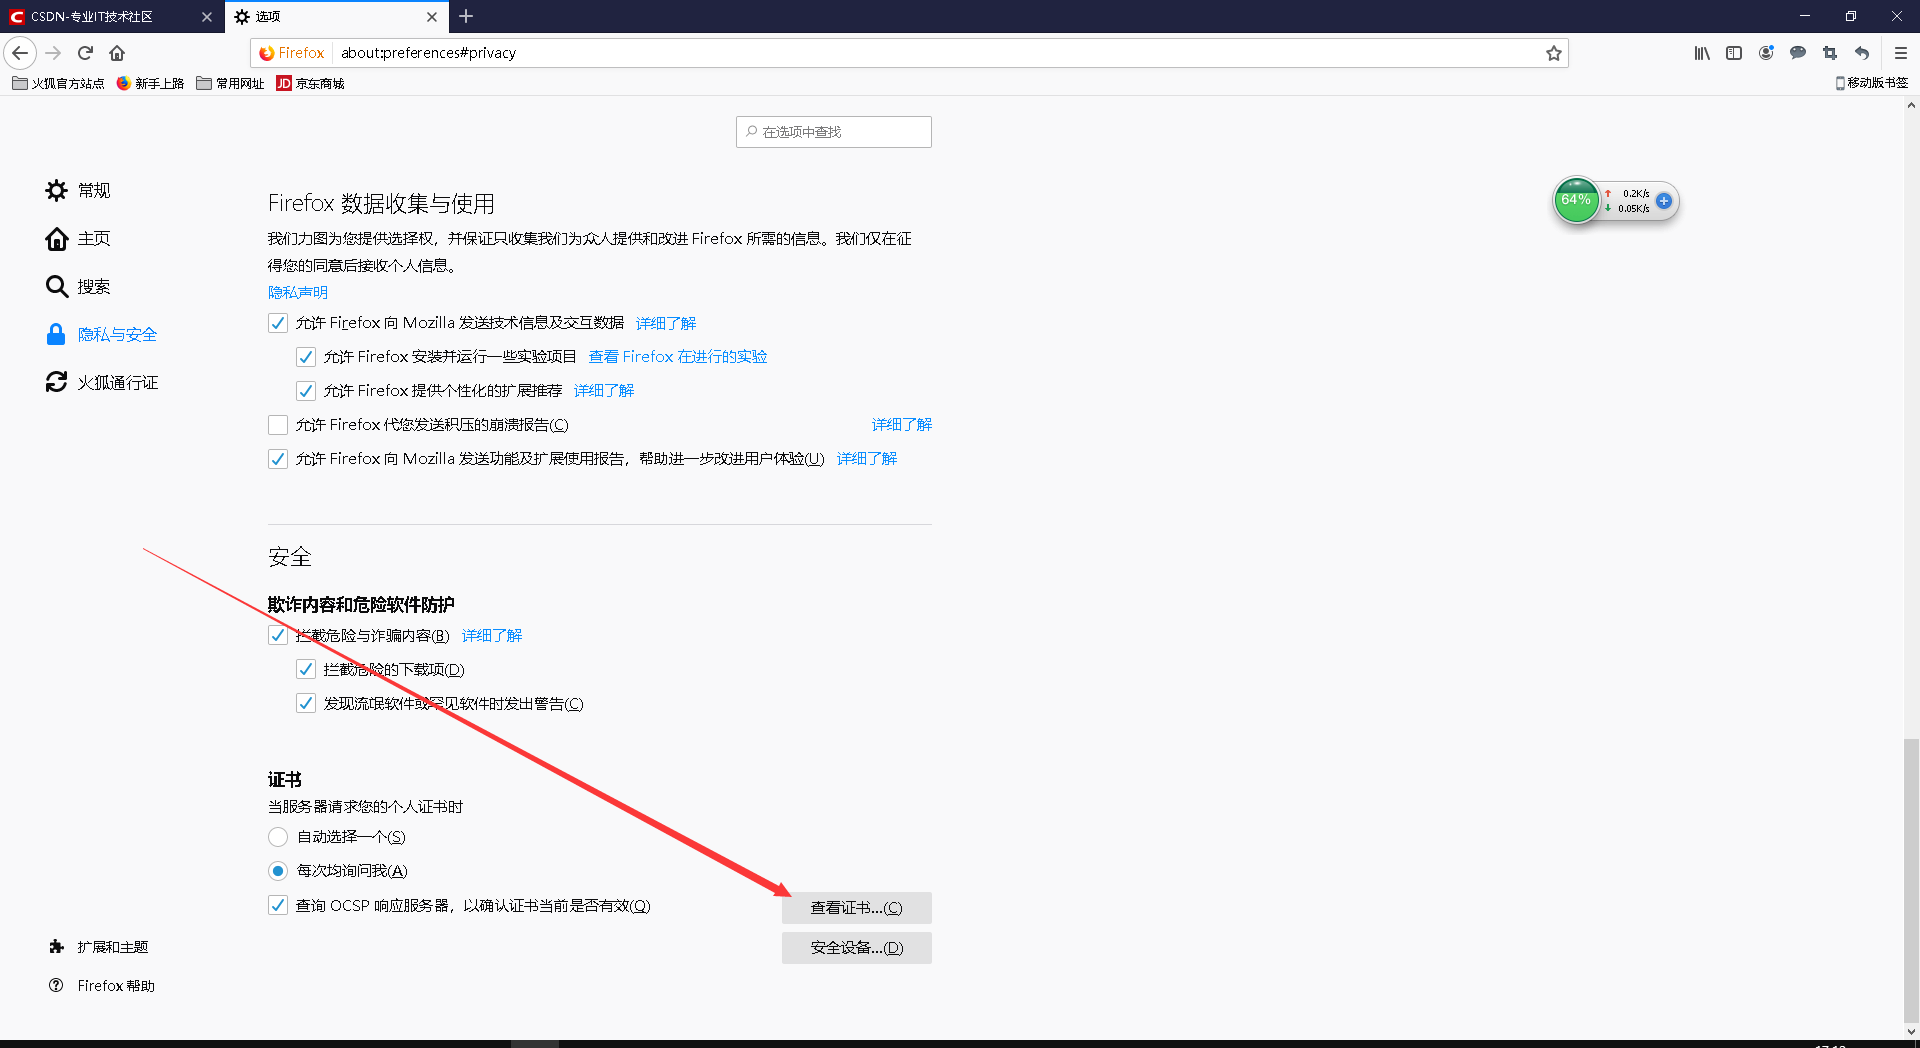 CSDN-专业IT技术社区
选项
Firefox about:preferences#privacy
火狐官方站点 新手上路 常用网址 JD 京东商城 移动版书签
在选项中查找
常规
主页
搜索
隐私与安全
火狐通行证
扩展和主题
Firefox 帮助
Firefox 数据收集与使用
我们力图为您提供选择权，并保证只收集我们为众人提供和改进 Firefox 所需的信息。我们仅在征
得您的同意后接收个人信息。
隐私声明
允许 Firefox 向 Mozilla 发送技术信息及交互数据 详细了解
允许 Firefox 安装并运行一些实验项目 查看 Firefox 在进行的实验
允许 Firefox 提供个性化的扩展推荐 详细了解
允许 Firefox 代您发送积压的崩溃报告(C) 详细了解
允许 Firefox 向 Mozilla 发送功能及扩展使用报告，帮助进一步改进用户体验(U) 详细了解
安全
欺诈内容和危险软件防护
拦截危险与诈骗内容(B) 详细了解
拦截危险的下载项(D)
发现流氓软件或罕见软件时发出警告(C)
证书
当服务器请求您的个人证书时
自动选择一个(S)
每次均询问我(A)
查询 OCSP 响应服务器，以确认证书当前是否有效(Q)
查看证书...(C)
安全设备...(D)
64%
0.2K/s
0.05K/s